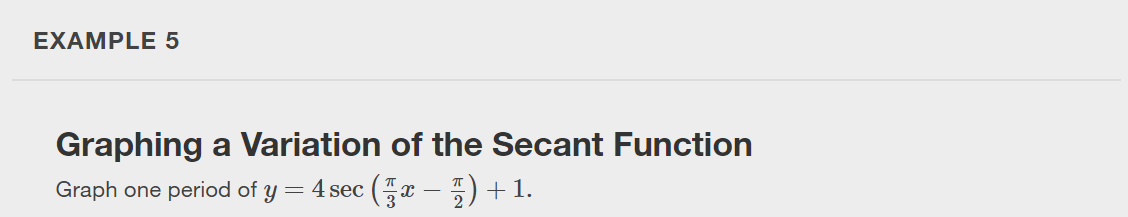 EXAMPLE 5
Graphing a Variation of the Secant Function
Graph one period of y = 4 sec (π/3 x − π/2) + 1.